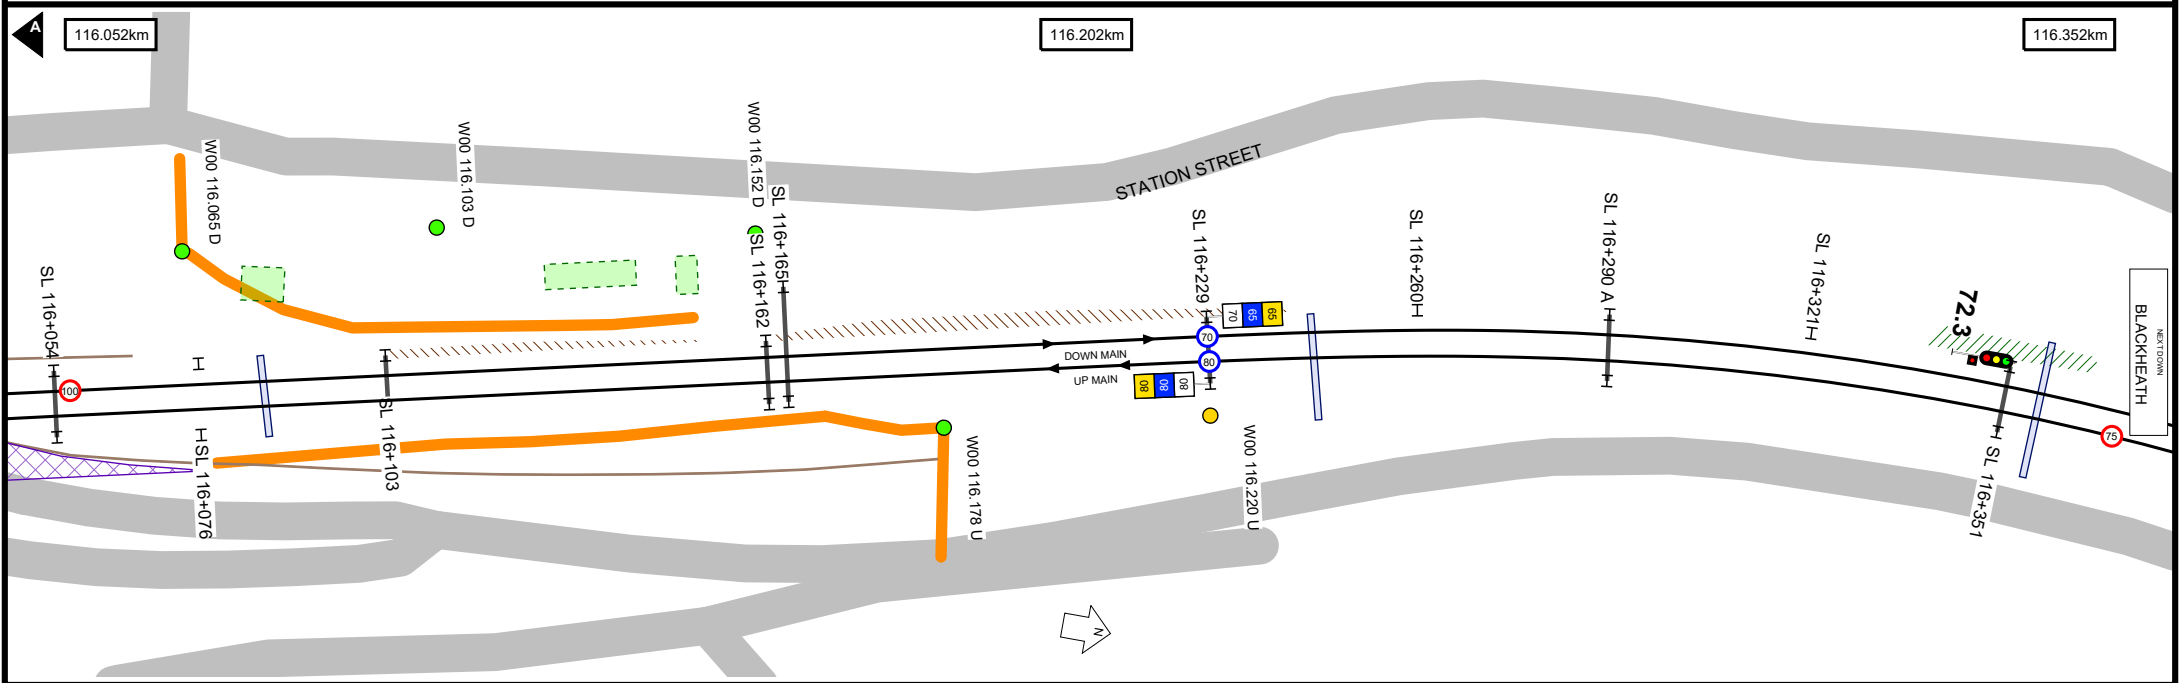 A
116.052km
116.202km
116.352km
W00 116.065 D
W00 116.103 D
W00 116.152 D
SL 116+165
STATION STREET
SL 116+054
SL 116+162
SL 116+229
SL 116+260
SL 116+290 A
SL 116+321
72.3
NEXT DOWN
BLACKHEATH
70
65
65
70
DOWN MAIN
100
80
UP MAIN
80
80
80
75
SL 116+076
SL 116+103
W00 116.178 U
W00 116.220 U
SL 116+351
N